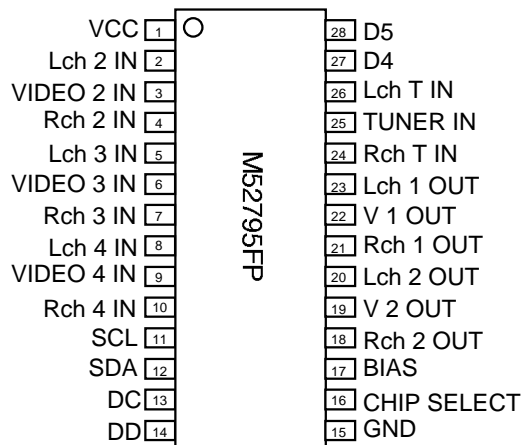 VCC 1 28 D5
Lch 2 IN 2 27 D4
VIDEO 2 IN 3 26 Lch T IN
Rch 2 IN 4 25 TUNER IN
Lch 3 IN 5 24 Rch T IN
VIDEO 3 IN 6 23 Lch 1 OUT
Rch 3 IN 7 22 V 1 OUT
Lch 4 IN 8 21 Rch 1 OUT
VIDEO 4 IN 9 20 Lch 2 OUT
Rch 4 IN 10 19 V 2 OUT
SCL 11 18 Rch 2 OUT
SDA 12 17 BIAS
DC 13 16 CHIP SELECT
DD 14 15 GND
M52795FP